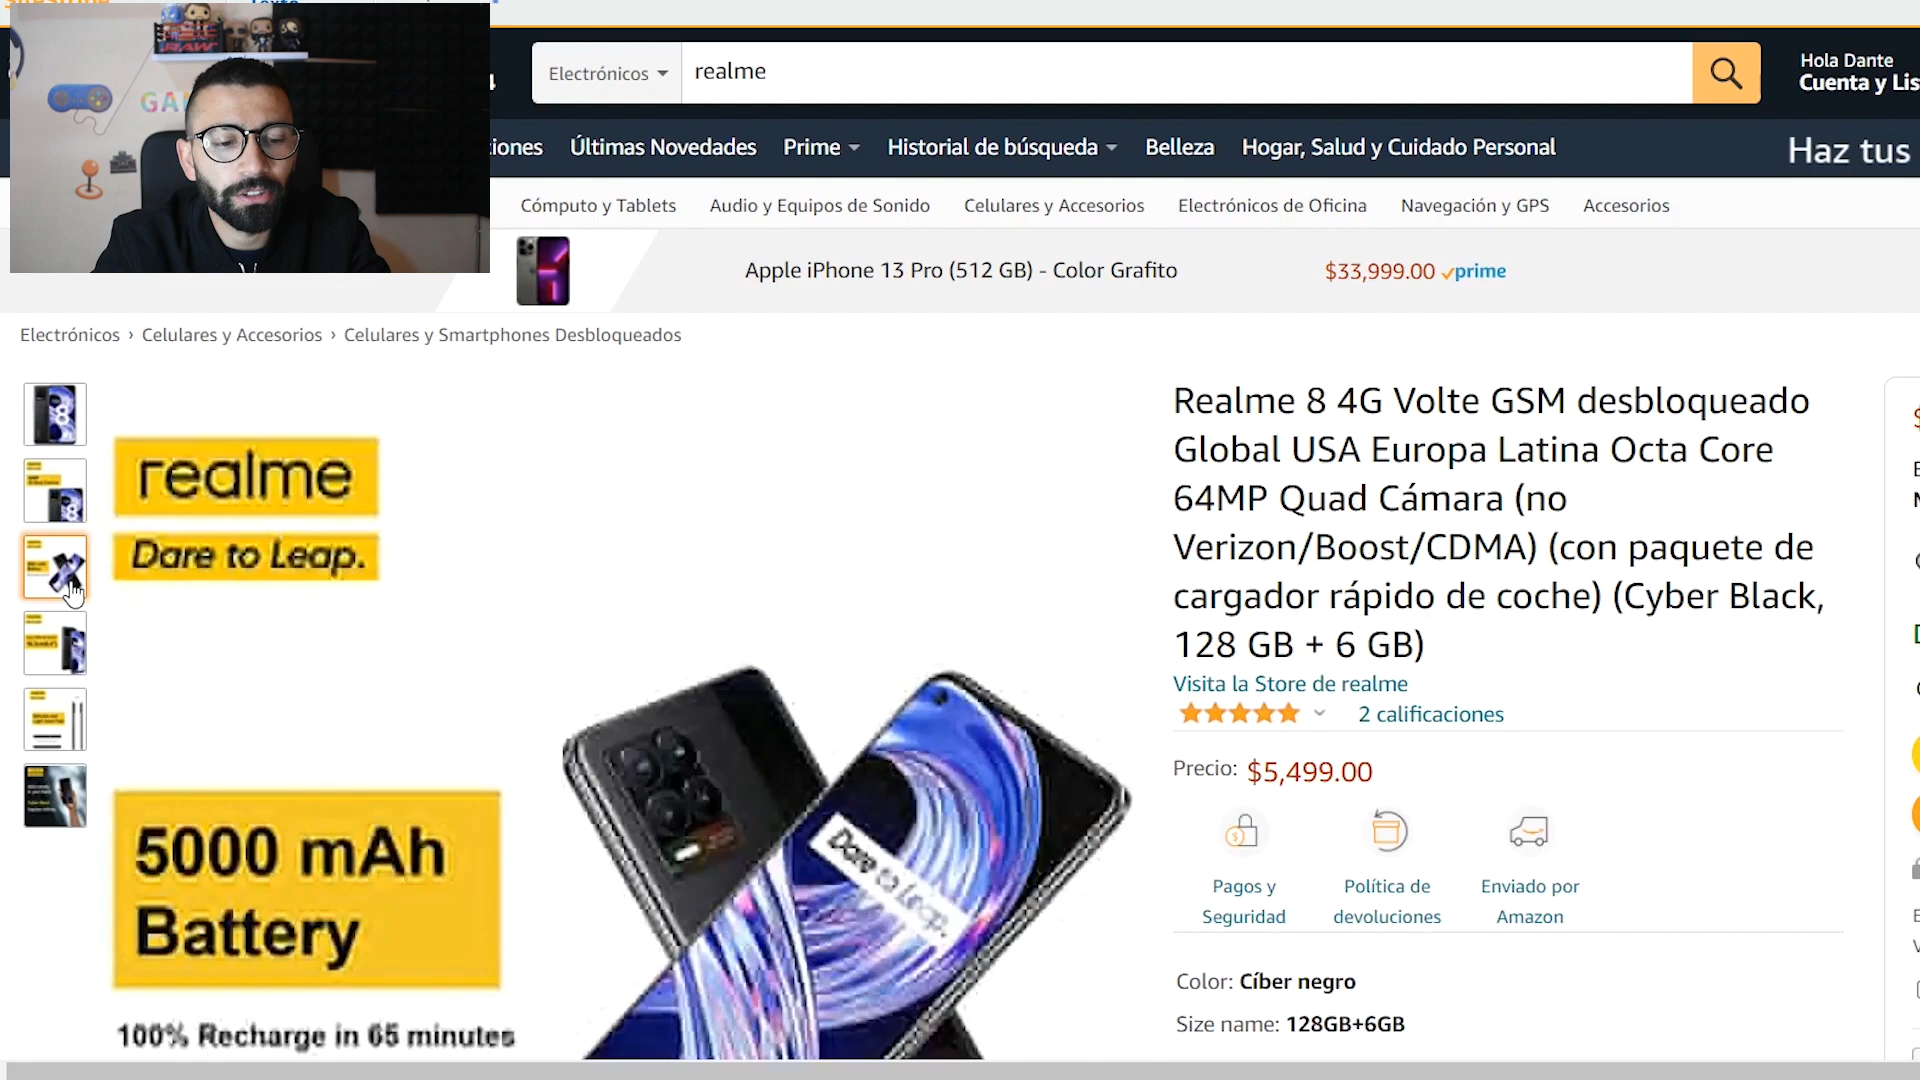 Electrónicos
realme
Hola Dante
Cuenta y Lis
iones
Últimas Novedades
Prime
Historial de búsqueda
Belleza
Hogar, Salud y Cuidado Personal
Haz tus
Cómputo y Tablets
Audio y Equipos de Sonido
Celulares y Accesorios
Electrónicos de Oficina
Navegación y GPS
Accesorios
Apple iPhone 13 Pro (512 GB) - Color Grafito
$33,999.00 prime
Electrónicos › Celulares y Accesorios › Celulares y Smartphones Desbloqueados
RAW
realme
Dare to Leap.
5000 mAh
Battery
100% Recharge in 65 minutes
Dare to Leap.
Realme 8 4G Volte GSM desbloqueado
Global USA Europa Latina Octa Core
64MP Quad Cámara (no
Verizon/Boost/CDMA) (con paquete de
cargador rápido de coche) (Cyber Black,
128 GB + 6 GB)
Visita la Store de realme
2 calificaciones
Precio: $5,499.00
Pagos y
Seguridad
Política de
devoluciones
Enviado por
Amazon
Color: Cíber negro
Size name: 128GB+6GB